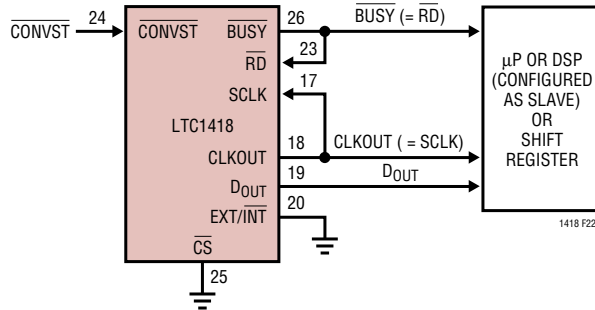 CONVST
24
CONVST
BUSY
26
BUSY (= RD)
RD
23
SCLK
17
LTC1418
CLKOUT
18
CLKOUT ( = SCLK)
DOUT
19
DOUT
EXT/INT
20
CS
25
µP OR DSP
(CONFIGURED
AS SLAVE)
OR
SHIFT
REGISTER
1418 F22